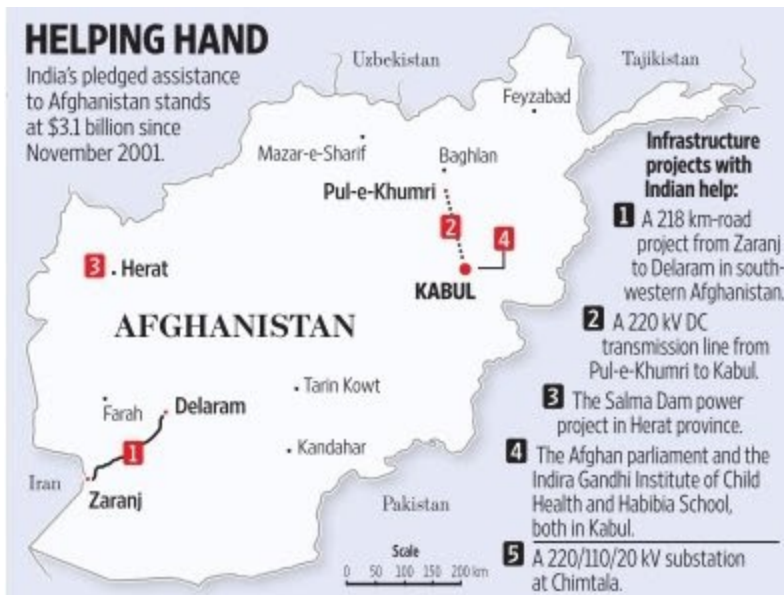 HELPING HAND
India's pledged assistance
to Afghanistan stands
at $3.1 billion since
November 2001.
Uzbekistan
Tajikistan
Feyzabad
Mazar-e-Sharif
Baghlan
Pul-e-Khumri
2
4
3
Herat
KABUL
AFGHANISTAN
Tarin Kowt
Farah
Delaram
1
Kandahar
Iran
Zaranj
Pakistan
Scale
0 50 100 150 200 km
Infrastructure
projects with
Indian help:
1 A 218 km-road
project from Zaranj
to Delaram in south-
western Afghanistan.
2 A 220 kV DC
transmission line from
Pul-e-Khumri to Kabul.
3 The Salma Dam power
project in Herat province.
4 The Afghan parliament and the
Indira Gandhi Institute of Child
Health and Habibia School,
both in Kabul.
5 A 220/110/20 kV substation
at Chimtala.